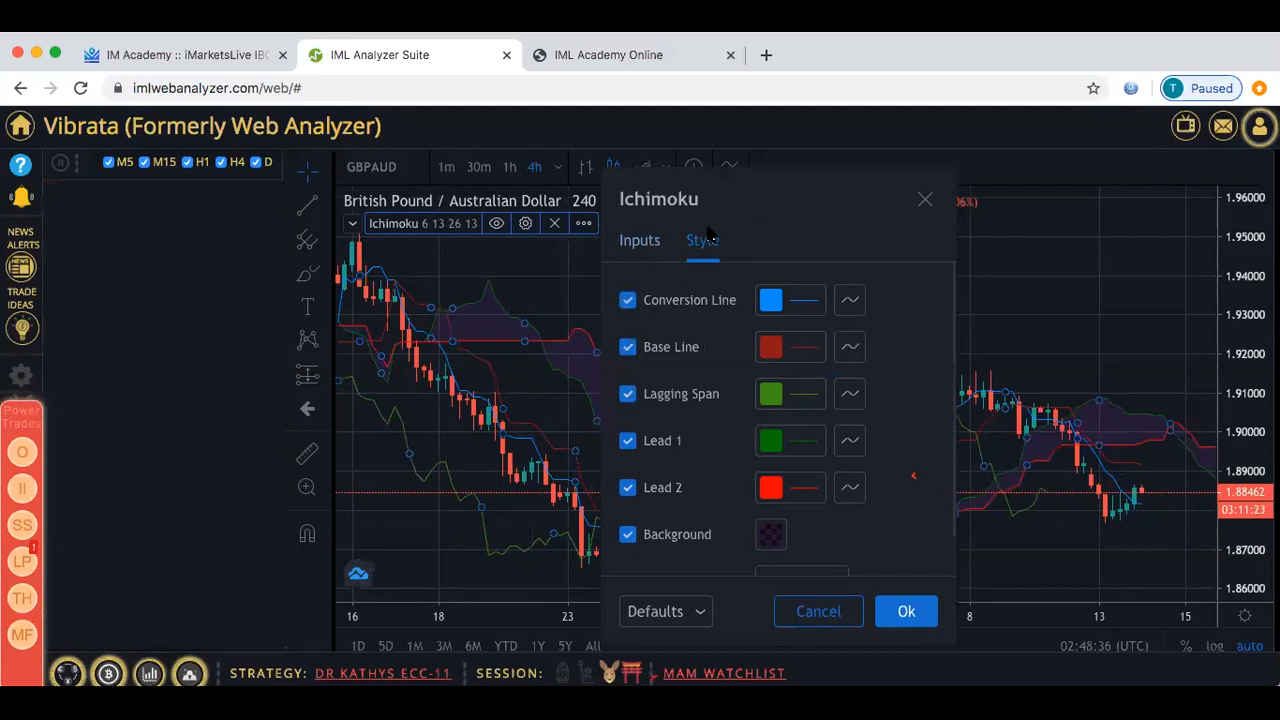 IM Academy :: iMarketsLive IBC
IML Analyzer Suite
IML Academy Online
imlwebanalyzer.com/web/#
T Paused
Vibrata (Formerly Web Analyzer)
M5 M15 H1 H4 D
GBPAUD 1m 30m 1h 4h
British Pound / Australian Dollar 240
Ichimoku 6 13 26 13
NEWS
ALERTS
TRADE
IDEAS
Power
Trades
O
II
SS
LP 1
TH
MF
Ichimoku
Inputs Style
Conversion Line
Base Line
Lagging Span
Lead 1
Lead 2
Background
Defaults Cancel Ok
06%)
1.96000
1.95000
1.94000
1.93000
1.92000
1.91000
1.90000
1.89000
1.88462
03:11:23
1.87000
1.86000
16 18 23 8 13 15
1D 5D 1M 3M 6M YTD 1Y 5Y All
02:48:36 (UTC) % log auto
STRATEGY: DR KATHYS ECC-11 SESSION: MAM WATCHLIST